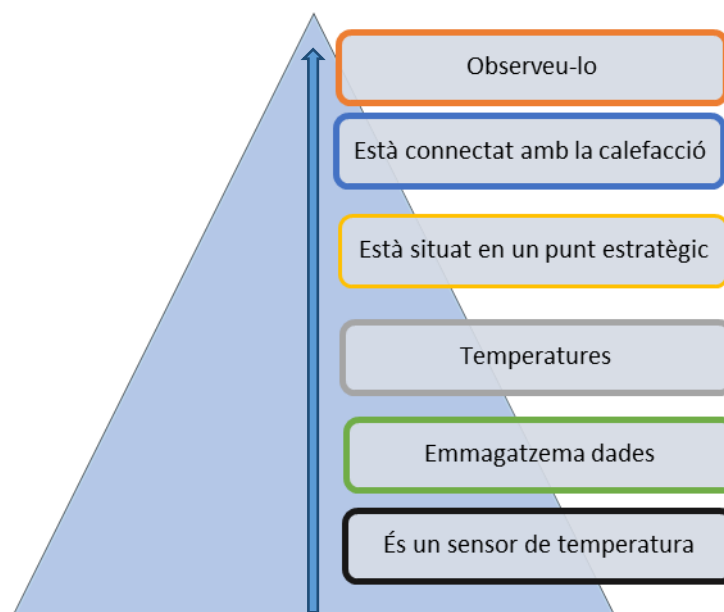 Observeu-lo
Està connectat amb la calefacció
Està situat en un punt estratègic
Temperatures
Emmagatzema dades
És un sensor de temperatura